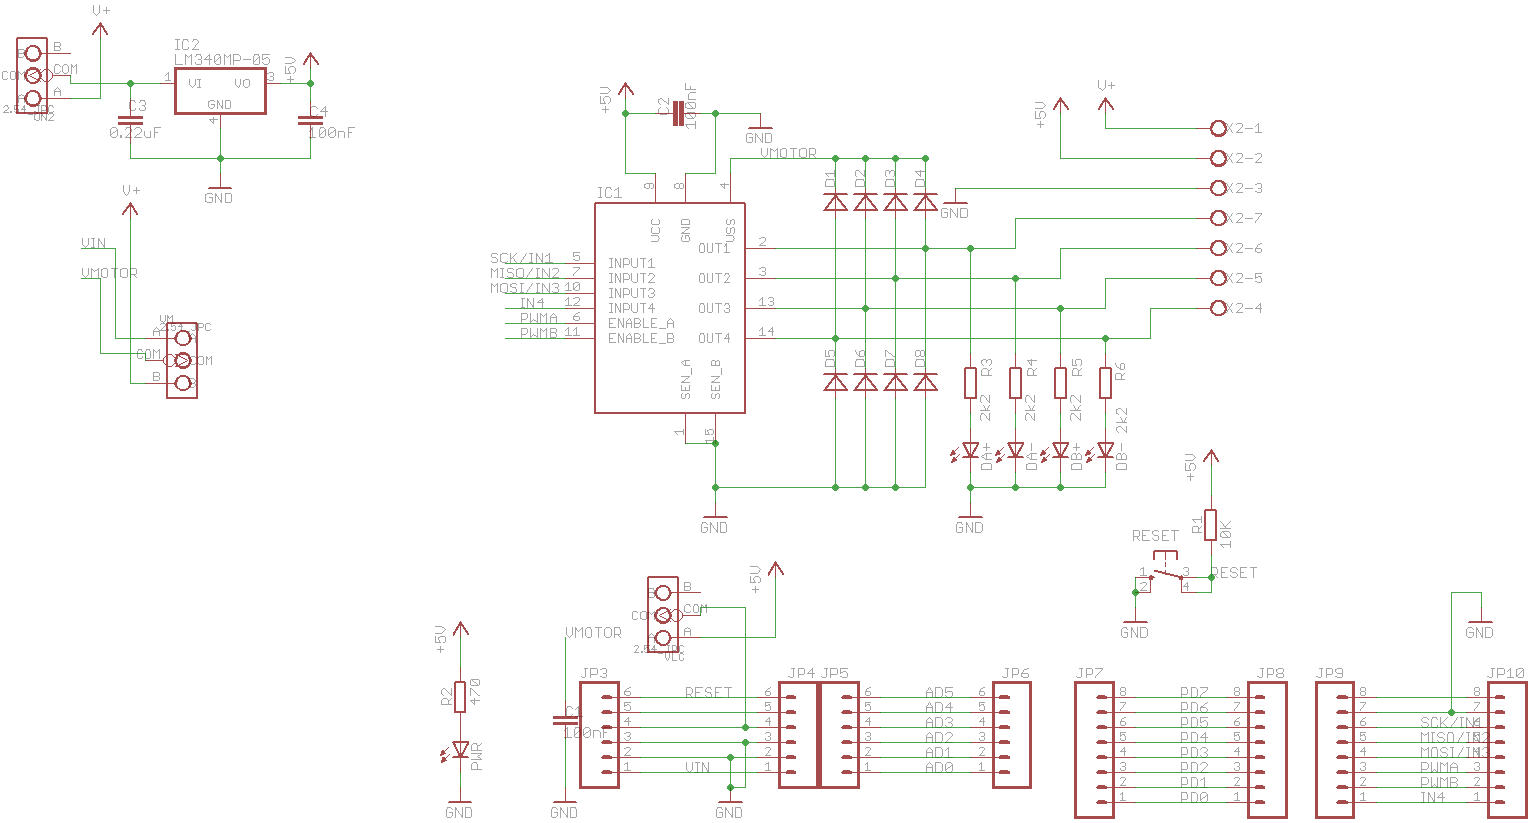 V+
B
COM
COM
A
2.54_JPC
ON2
IC2
LM340MP-05
1
VI
VO
3
GND
4
+5V
C3
0.22uF
C4
100nF
GND
V+
VIN
VMOTOR
VM
2.54_JPC
A
COM
COM
B
+5V
C2
100nF
GND
VMOTOR
IC1
9
8
4
VCC
GND
VSS
SCK/IN1 5 INPUT1
MISO/IN2 7 INPUT2
MOSI/IN3 10 INPUT3
IN4 12 INPUT4
PWMA 6 ENABLE_A
PWMB 11 ENABLE_B
OUT1 2
OUT2 3
OUT3 13
OUT4 14
SEN_A
SEN_B
1
15
GND
D1
D2
D3
D4
D5
D6
D7
D8
GND
+5V
V+
X2-1
X2-2
X2-3
X2-7
X2-6
X2-5
X2-4
R3
2k2
R4
2k2
R5
2k2
R6
2k2
DA+
DA-
DB+
DB-
GND
+5V
R1
10K
RESET
1
2
3
4
RESET
GND
+5V
R2
470
PWR
GND
VMOTOR
C1
100nF
GND
B
COM
COM
A
2.54_JPC
VCC
+5V
JP3
JP4
JP5
JP6
6 RESET 6
5 5
4 4
3 3
2 2
1 VIN 1
GND
6 AD5 6
5 AD4 5
4 AD3 4
3 AD2 3
2 AD1 2
1 AD0 1
JP7
JP8
8 PD7 8
7 PD6 7
6 PD5 6
5 PD4 5
4 PD3 4
3 PD2 3
2 PD1 2
1 PD0 1
GND
JP9
JP10
8 8
7 7
6 SCK/IN1 6
5 MISO/IN2 5
4 MOSI/IN3 4
3 PWMA 3
2 PWMB 2
1 IN4 1